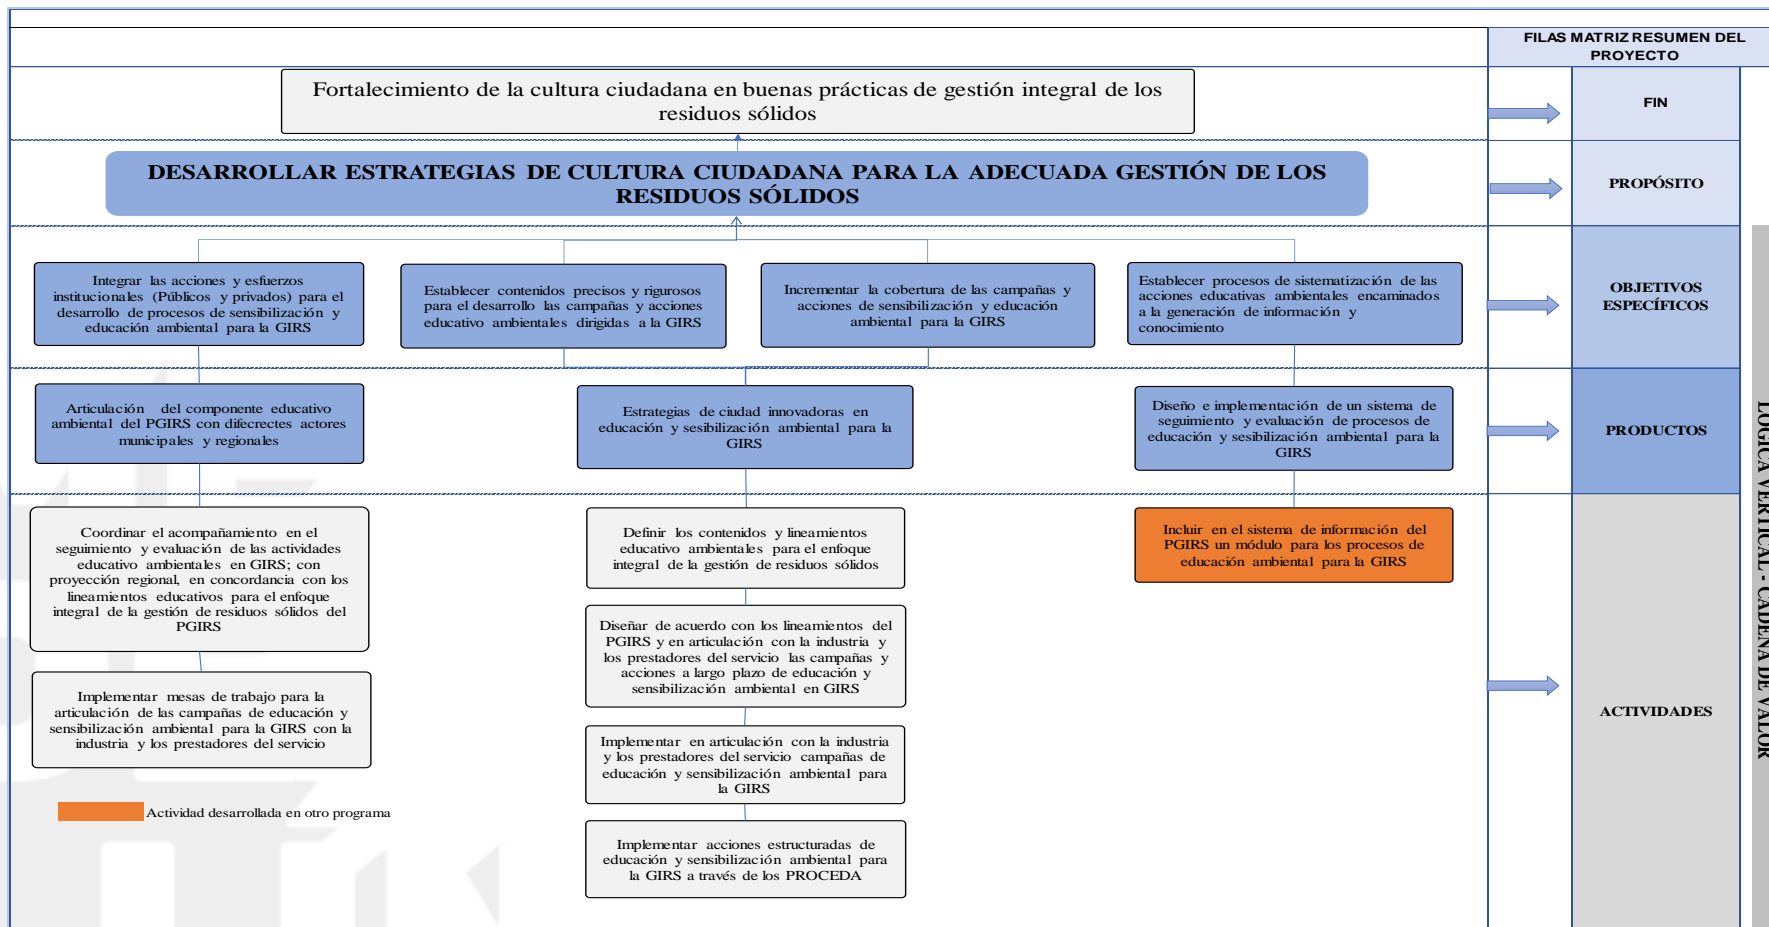 FILAS MATRIZ RESUMEN DEL
PROYECTO
Fortalecimiento de la cultura ciudadana en buenas prácticas de gestión integral de los
residuos sólidos
FIN
DESARROLLAR ESTRATEGIAS DE CULTURA CIUDADANA PARA LA ADECUADA GESTIÓN DE LOS
RESIDUOS SÓLIDOS
PROPÓSITO
Integrar las acciones y esfuerzos
institucionales (Públicos y privados) para el
desarrollo de procesos de sensibilización y
educación ambiental para la GIRS
Establecer contenidos precisos y rigurosos
para el desarrollo las campañas y acciones
educativo ambientales dirigidas a la GIRS
Incrementar la cobertura de las campañas y
acciones de sensibilización y educación
ambiental para la GIRS
Establecer procesos de sistematización de las
acciones educativas ambientales encaminados
a la generación de información y
conocimiento
OBJETIVOS
ESPECÍFICOS
Articulación del componente educativo
ambiental del PGIRS con difecrectes actores
municipales y regionales
Estrategias de ciudad innovadoras en
educación y sesibilización ambiental para la
GIRS
Diseño e implementación de un sistema de
seguimiento y evaluación de procesos de
educación y sesibilización ambiental para la
GIRS
PRODUCTOS
Coordinar el acompañamiento en el
seguimiento y evaluación de las actividades
educativo ambientales en GIRS; con
proyección regional, en concordancia con los
lineamientos educativos para el enfoque
integral de la gestión de residuos sólidos del
PGIRS
Implementar mesas de trabajo para la
articulación de las campañas de educación y
sensibilización ambiental para la GIRS con la
industria y los prestadores del servicio
Definir los contenidos y lineamientos
educativo ambientales para el enfoque
integral de la gestión de residuos sólidos
Diseñar de acuerdo con los lineamientos del
PGIRS y en articulación con la industria y
los prestadores del servicio las campañas y
acciones a largo plazo de educación y
sensibilización ambiental en GIRS
Implementar en articulación con la industria
y los prestadores del servicio campañas de
educación y sensibilización ambiental para
la GIRS
Implementar acciones estructuradas de
educación y sensibilización ambiental para
la GIRS a través de los PROCEDA
Incluir en el sistema de información del
PGIRS un módulo para los procesos de
educación ambiental para la GIRS
ACTIVIDADES
Actividad desarrollada en otro programa
LÓGICA VERTICAL - CADENA DE VALOR